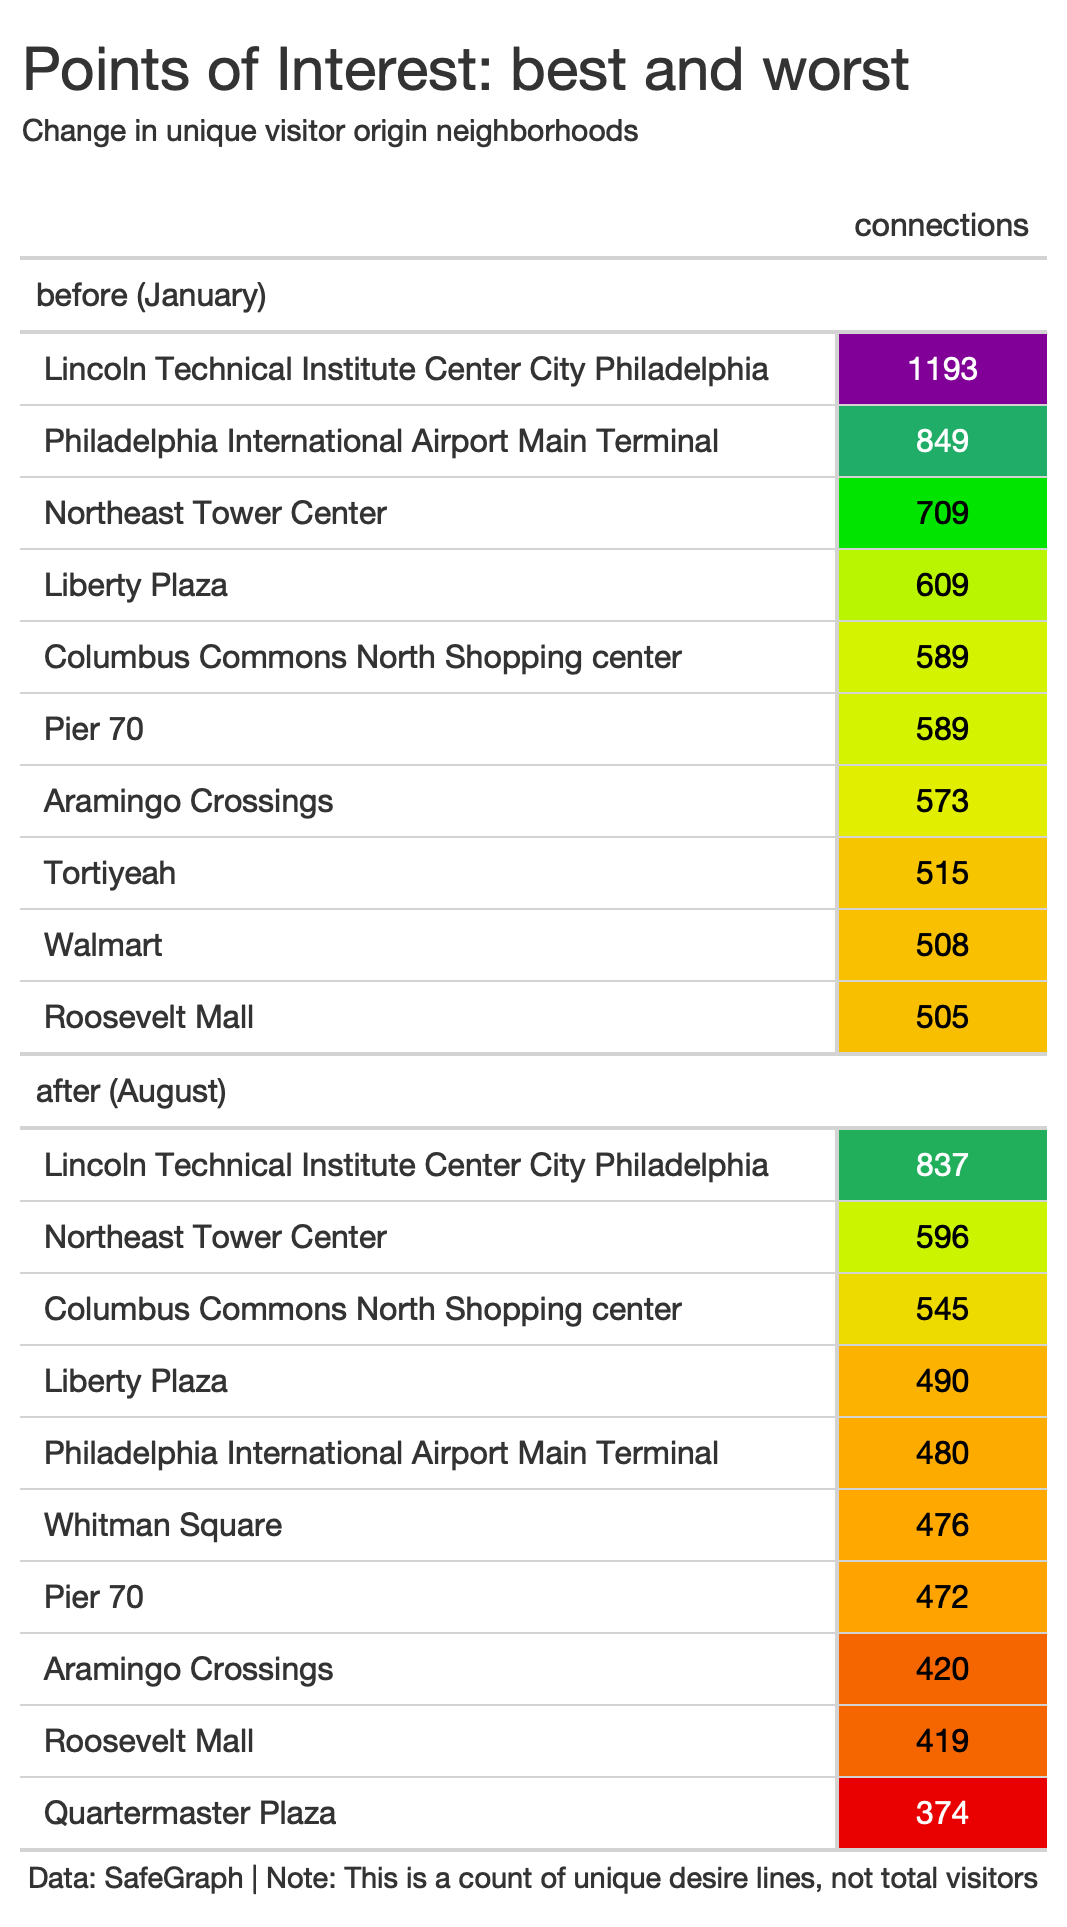 Points of Interest: best and worst
Change in unique visitor origin neighborhoods
connections
before (January)
Lincoln Technical Institute Center City Philadelphia 1193
Philadelphia International Airport Main Terminal 849
Northeast Tower Center 709
Liberty Plaza 609
Columbus Commons North Shopping center 589
Pier 70 589
Aramingo Crossings 573
Tortiyeah 515
Walmart 508
Roosevelt Mall 505
after (August)
Lincoln Technical Institute Center City Philadelphia 837
Northeast Tower Center 596
Columbus Commons North Shopping center 545
Liberty Plaza 490
Philadelphia International Airport Main Terminal 480
Whitman Square 476
Pier 70 472
Aramingo Crossings 420
Roosevelt Mall 419
Quartermaster Plaza 374
Data: SafeGraph | Note: This is a count of unique desire lines, not total visitors